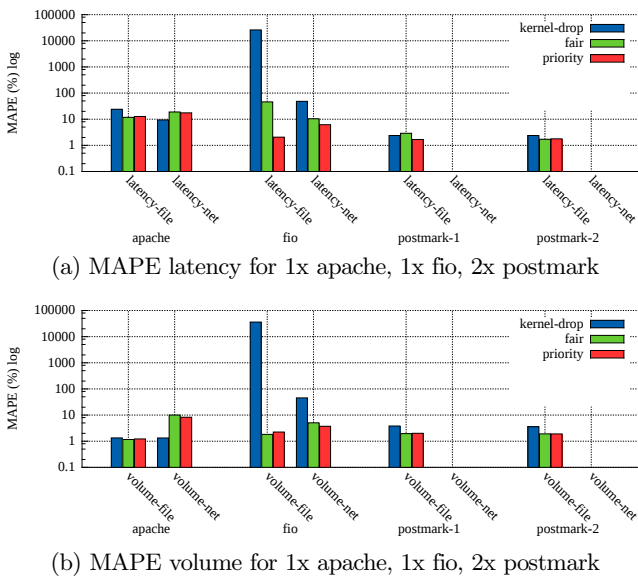 MAPE (%) log
100000
10000
1000
100
10
1
0.1
kernel-drop
fair
priority
latency-file
latency-net
latency-file
latency-net
latency-file
latency-net
latency-file
latency-net
apache
fio
postmark-1
postmark-2
(a) MAPE latency for 1x apache, 1x fio, 2x postmark
MAPE (%) log
100000
10000
1000
100
10
1
0.1
kernel-drop
fair
priority
volume-file
volume-net
volume-file
volume-net
volume-file
volume-net
volume-file
volume-net
apache
fio
postmark-1
postmark-2
(b) MAPE volume for 1x apache, 1x fio, 2x postmark